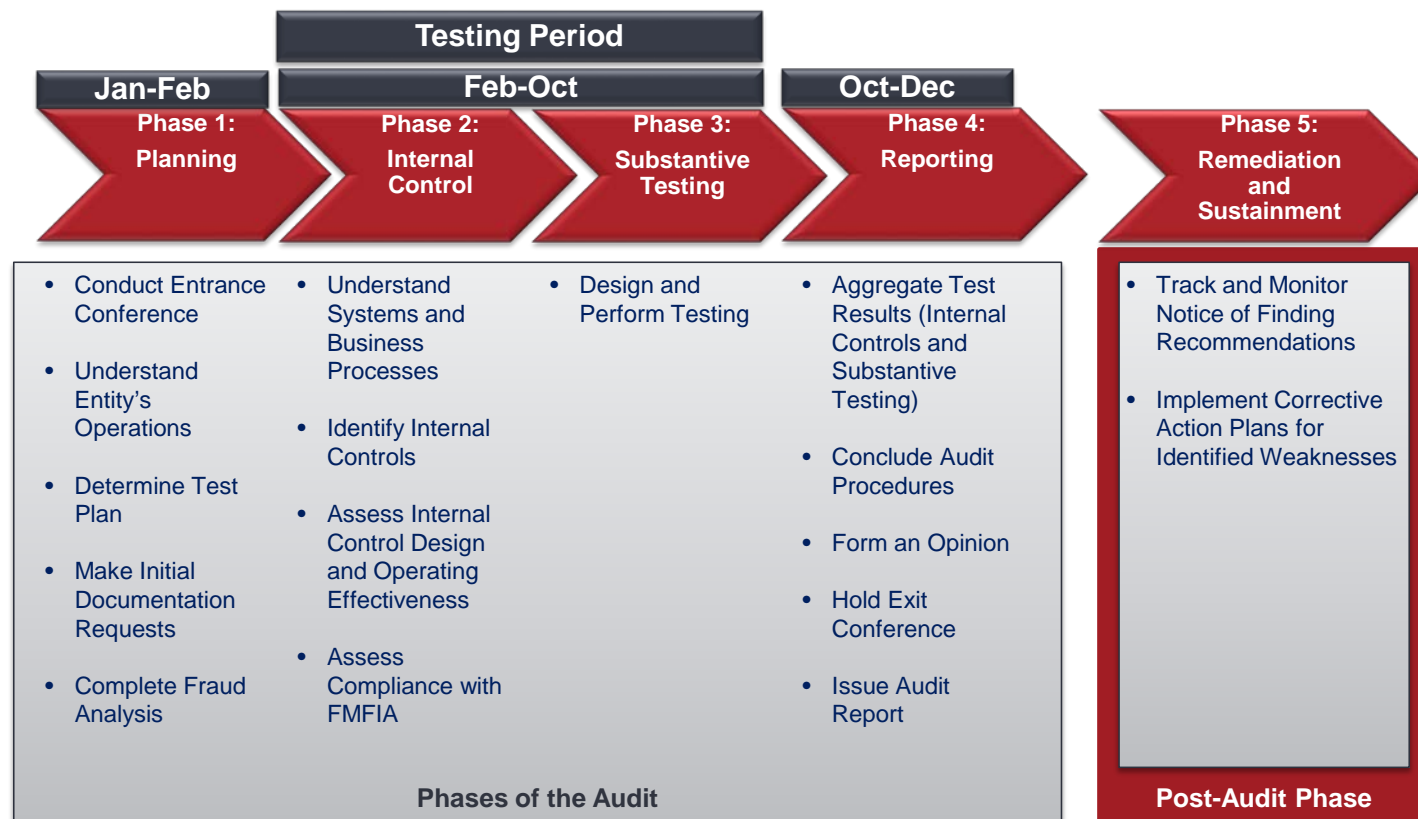 Testing Period
Jan-Feb
Feb-Oct
Oct-Dec
Phase 1:
Planning
Phase 2:
Internal
Control
Phase 3:
Substantive
Testing
Phase 4:
Reporting
Phase 5:
Remediation
and
Sustainment
• Conduct Entrance
Conference
• Understand
Entity’s
Operations
• Determine Test
Plan
• Make Initial
Documentation
Requests
• Complete Fraud
Analysis
• Understand
Systems and
Business
Processes
• Identify Internal
Controls
• Assess Internal
Control Design
and Operating
Effectiveness
• Assess
Compliance with
FMFIA
• Design and
Perform Testing
• Aggregate Test
Results (Internal
Controls and
Substantive
Testing)
• Conclude Audit
Procedures
• Form an Opinion
• Hold Exit
Conference
• Issue Audit
Report
• Track and Monitor
Notice of Finding
Recommendations
• Implement Corrective
Action Plans for
Identified Weaknesses
Phases of the Audit
Post-Audit Phase